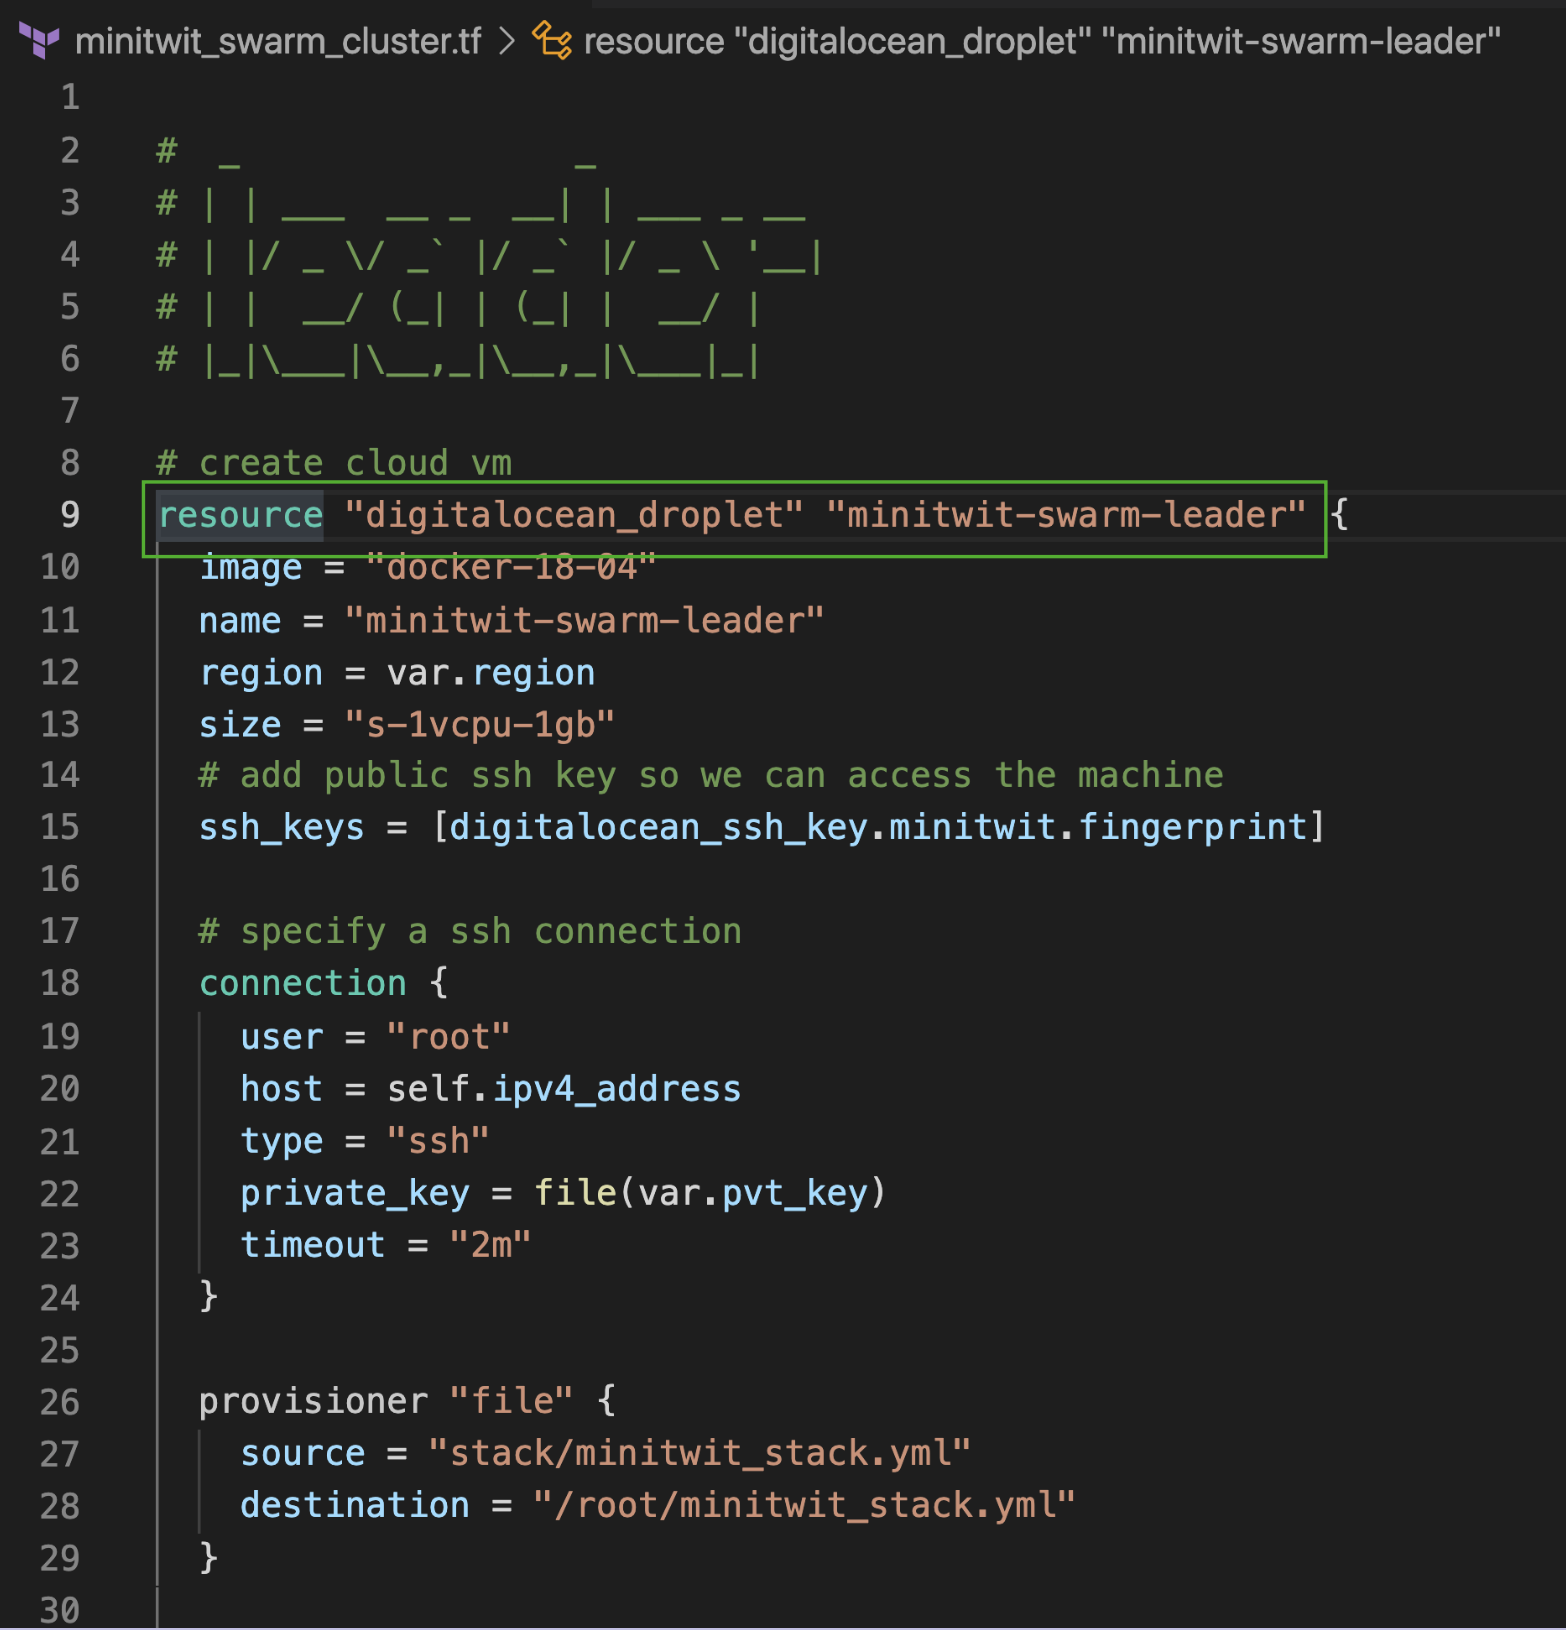 minitwit_swarm_cluster.tf > resource "digitalocean_droplet" "minitwit-swarm-leader"
1
2 #  _                _
3 # | | ___  __ _  __| | ___ _ __
4 # | |/ _ \/ _` |/ _` |/ _ \ '__|
5 # | |  __/ (_| | (_| |  __/ |
6 # |_|\___|\__,_|\__,_|\___|_|
7
8 # create cloud vm
9 resource "digitalocean_droplet" "minitwit-swarm-leader" {
10   image = "docker-18-04"
11   name = "minitwit-swarm-leader"
12   region = var.region
13   size = "s-1vcpu-1gb"
14   # add public ssh key so we can access the machine
15   ssh_keys = [digitalocean_ssh_key.minitwit.fingerprint]
16
17   # specify a ssh connection
18   connection {
19     user = "root"
20     host = self.ipv4_address
21     type = "ssh"
22     private_key = file(var.pvt_key)
23     timeout = "2m"
24   }
25
26   provisioner "file" {
27     source = "stack/minitwit_stack.yml"
28     destination = "/root/minitwit_stack.yml"
29   }
30